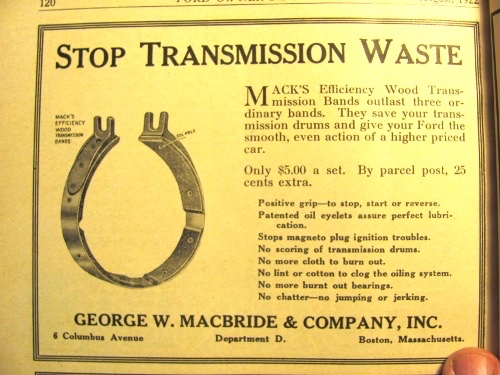 120
August, 1922
STOP TRANSMISSION WASTE
MACK'S
EFFICIENCY
WOOD
TRANSMISSION
BANDS.
OIL HOLE
MACK'S Efficiency Wood Trans-
mission Bands outlast three or-
dinary bands. They save your trans-
mission drums and give your Ford the
smooth, even action of a higher priced
car.
Only $5.00 a set. By parcel post, 25
cents extra.
Positive grip—to stop, start or reverse.
Patented oil eyelets assure perfect lubri-
cation.
Stops magneto plug ignition troubles.
No scoring of transmission drums.
No more cloth to burn out.
No lint or cotton to clog the oiling system.
No more burnt out bearings.
No chatter—no jumping or jerking.
GEORGE W. MACBRIDE & COMPANY, INC.
6 Columbus Avenue Department D. Boston, Massachusetts.